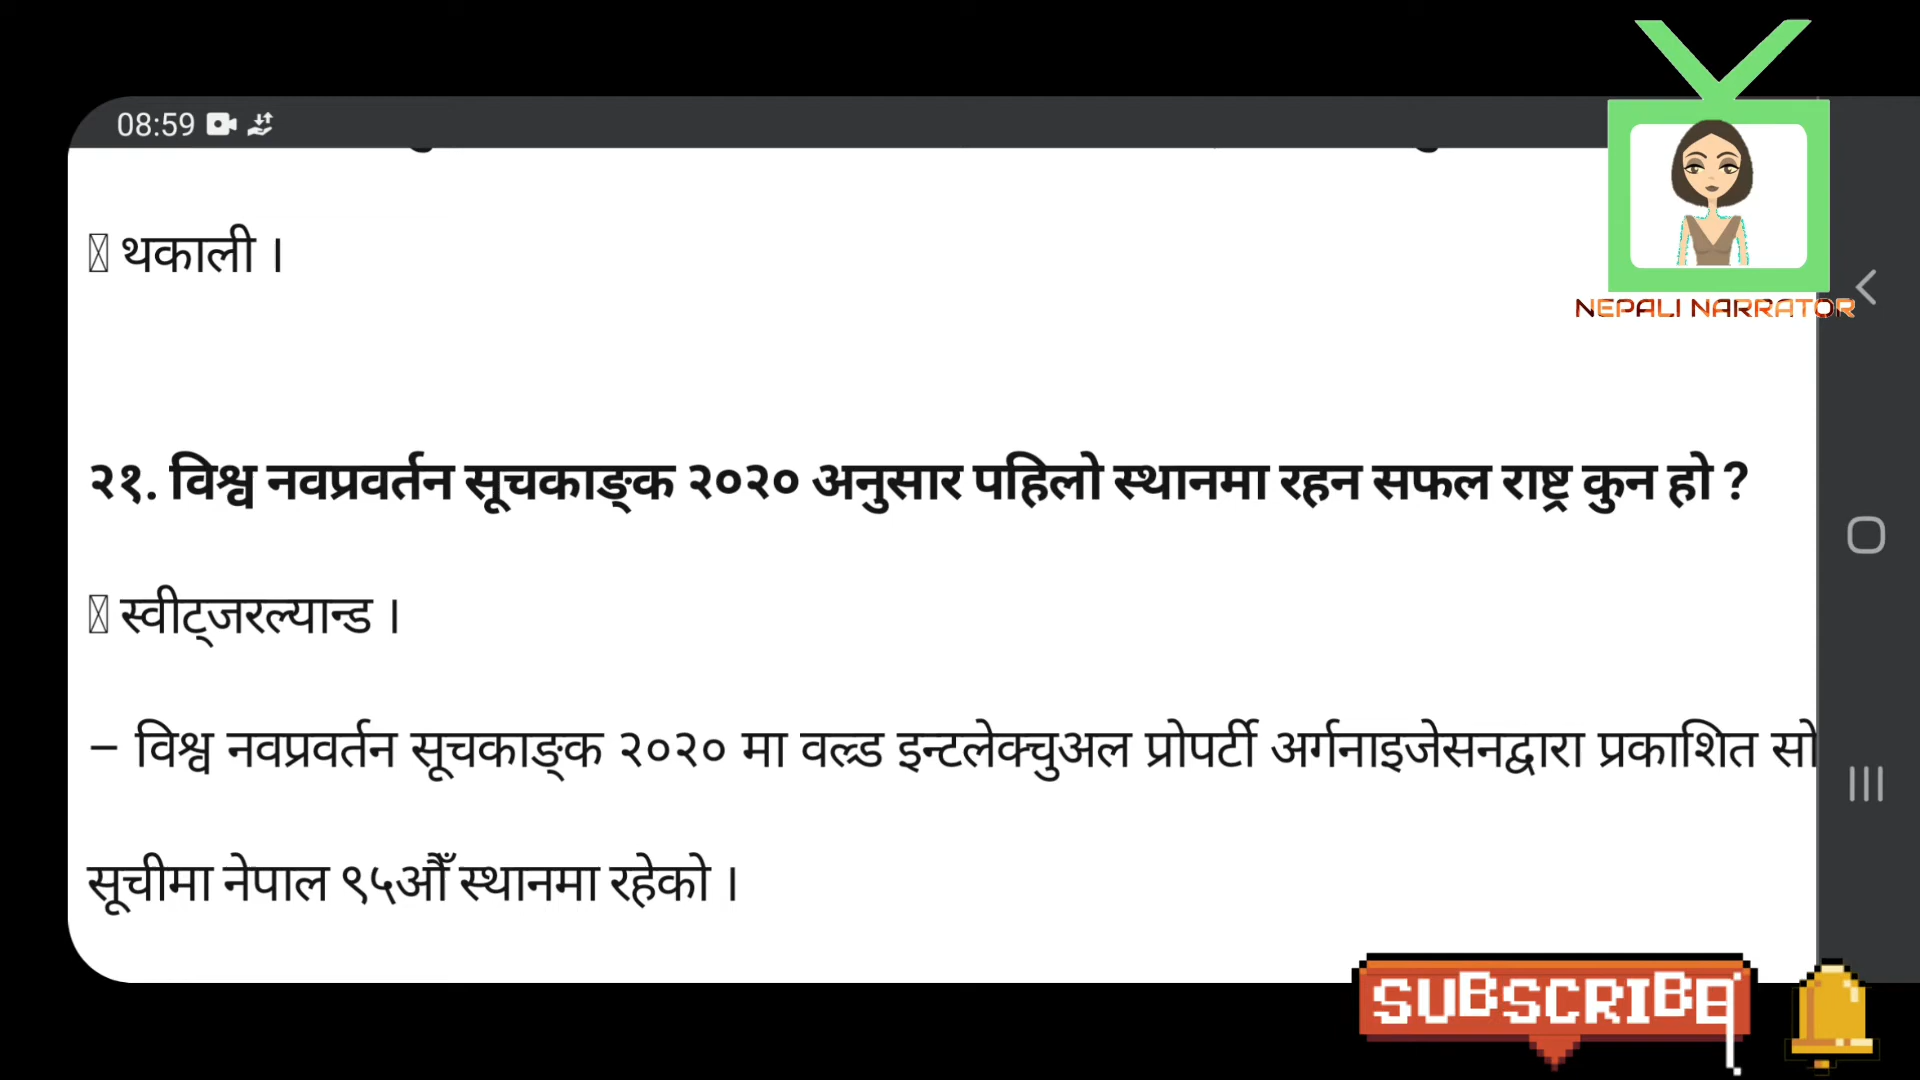 08:59
थकाली ।
NEPALI NARRATOR
२१. विश्व नवप्रवर्तन सूचकाङ्क २०२० अनुसार पहिलो स्थानमा रहन सफल राष्ट्र कुन हो ?
स्वीट्जरल्यान्ड ।
– विश्व नवप्रवर्तन सूचकाङ्क २०२० मा वल्र्ड इन्टलेक्चुअल प्रोपर्टी अर्गनाइजेसनद्वारा प्रकाशित सो
सूचीमा नेपाल ९५औँ स्थानमा रहेको ।
SUBSCRIBE